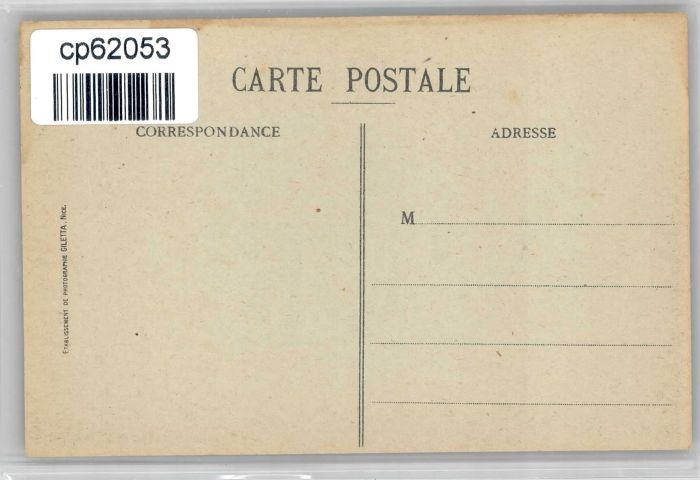 cp62053
CARTE POSTALE
CORRESPONDANCE
ADRESSE
M
ETABLISSEMENT DE PHOTOGRAPHIE GILETTA, NICE.